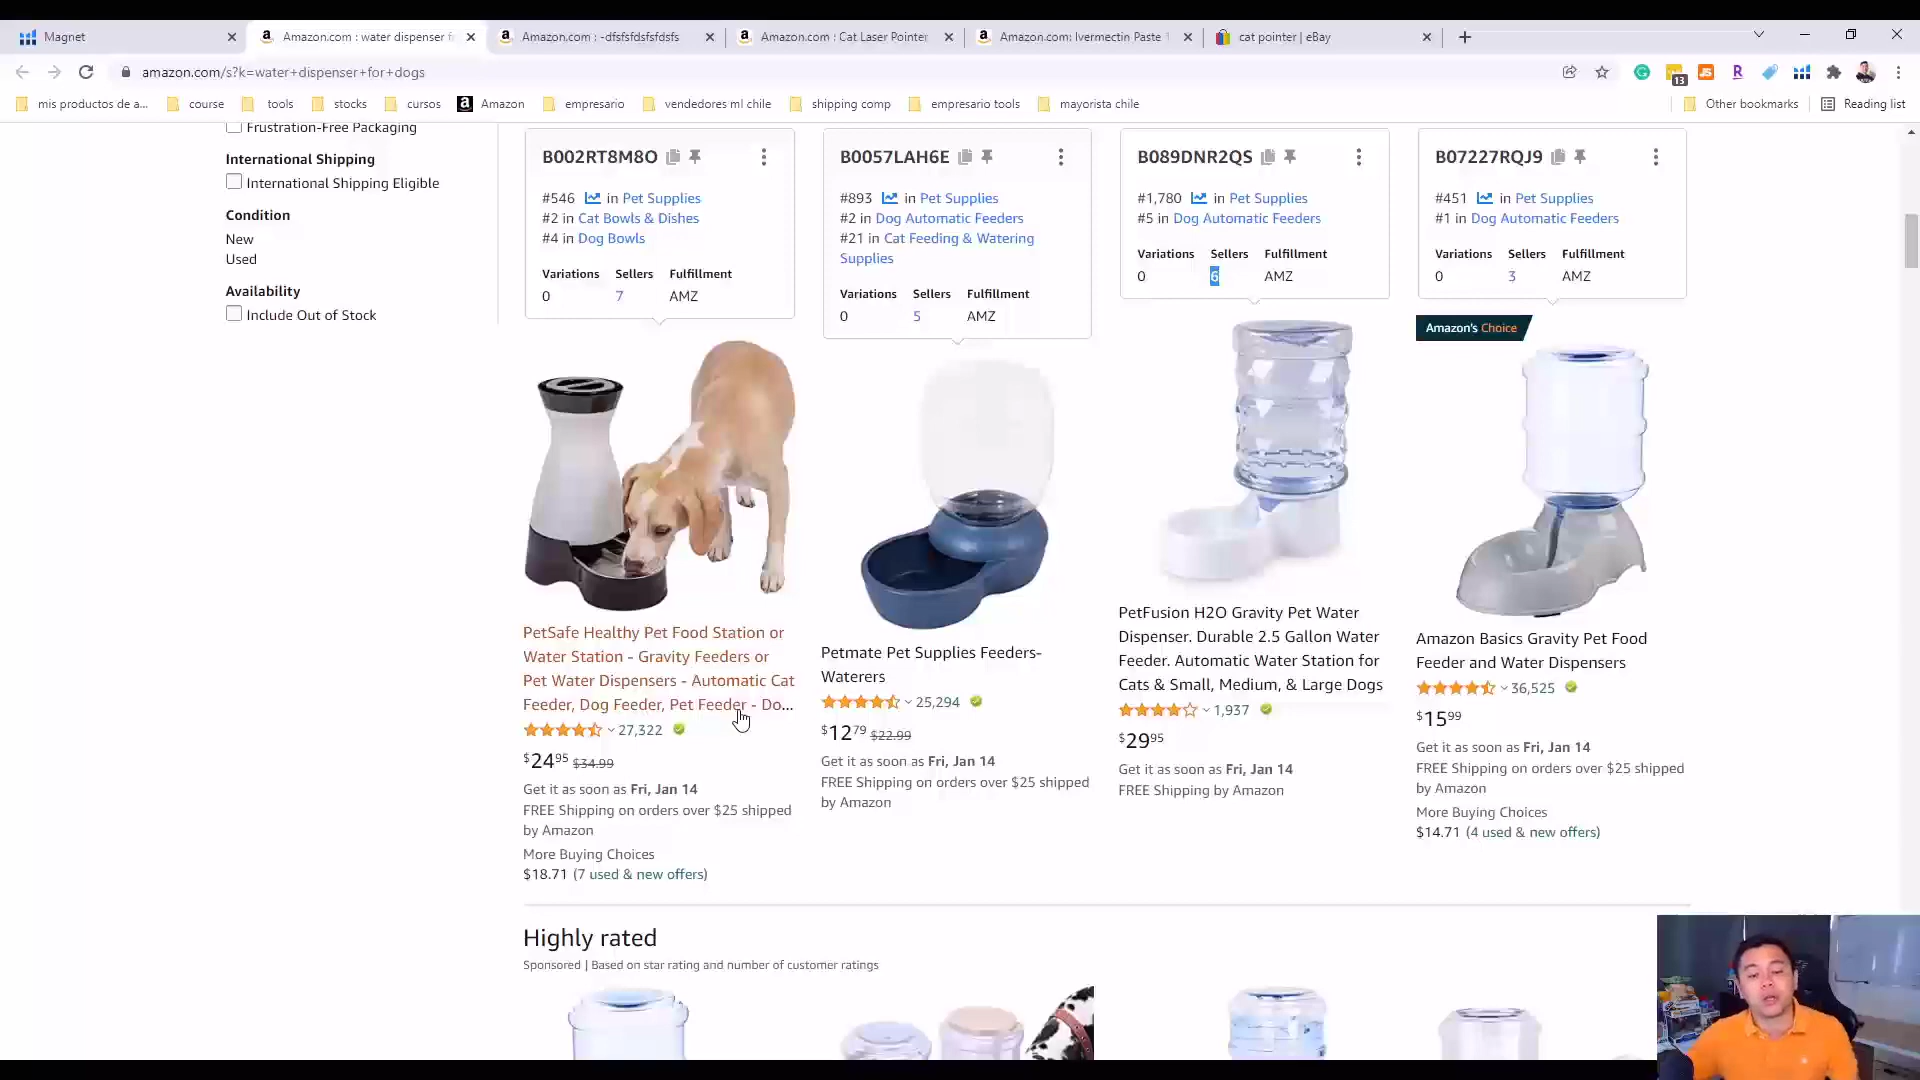 Magnet
Amazon.com : water dispenser f
Amazon.com : -dfsfsfdsfsfdsfs
Amazon.com : Cat Laser Pointer
Amazon.com: Ivermectin Paste
cat pointer | eBay
amazon.com/s?k=water+dispenser+for+dogs
13
mis productos de a...
course
tools
stocks
cursos
Amazon
empresario
vendedores ml chile
shipping comp
empresario tools
mayorista chile
Other bookmarks
Reading list
Frustration-Free Packaging
International Shipping
International Shipping Eligible
Condition
New
Used
Availability
Include Out of Stock
B002RT8M8O
#546 in Pet Supplies
#2 in Cat Bowls & Dishes
#4 in Dog Bowls
Variations Sellers Fulfillment
0 7 AMZ
B0057LAH6E
#893 in Pet Supplies
#2 in Dog Automatic Feeders
#21 in Cat Feeding & Watering
Supplies
Variations Sellers Fulfillment
0 5 AMZ
B089DNR2QS
#1,780 in Pet Supplies
#5 in Dog Automatic Feeders
Variations Sellers Fulfillment
0 6 AMZ
B07227RQJ9
#451 in Pet Supplies
#1 in Dog Automatic Feeders
Variations Sellers Fulfillment
0 3 AMZ
Amazon's Choice
PetSafe Healthy Pet Food Station or
Water Station - Gravity Feeders or
Pet Water Dispensers - Automatic Cat
Feeder, Dog Feeder, Pet Feeder - Do...
27,322
$2495 $34.99
Get it as soon as Fri, Jan 14
FREE Shipping on orders over $25 shipped
by Amazon
More Buying Choices
$18.71 (7 used & new offers)
Petmate Pet Supplies Feeders-
Waterers
25,294
$1279 $22.99
Get it as soon as Fri, Jan 14
FREE Shipping on orders over $25 shipped
by Amazon
PetFusion H2O Gravity Pet Water
Dispenser. Durable 2.5 Gallon Water
Feeder. Automatic Water Station for
Cats & Small, Medium, & Large Dogs
1,937
$2995
Get it as soon as Fri, Jan 14
FREE Shipping by Amazon
Amazon Basics Gravity Pet Food
Feeder and Water Dispensers
36,525
$1599
Get it as soon as Fri, Jan 14
FREE Shipping on orders over $25 shipped
by Amazon
More Buying Choices
$14.71 (4 used & new offers)
Highly rated
Sponsored | Based on star rating and number of customer ratings